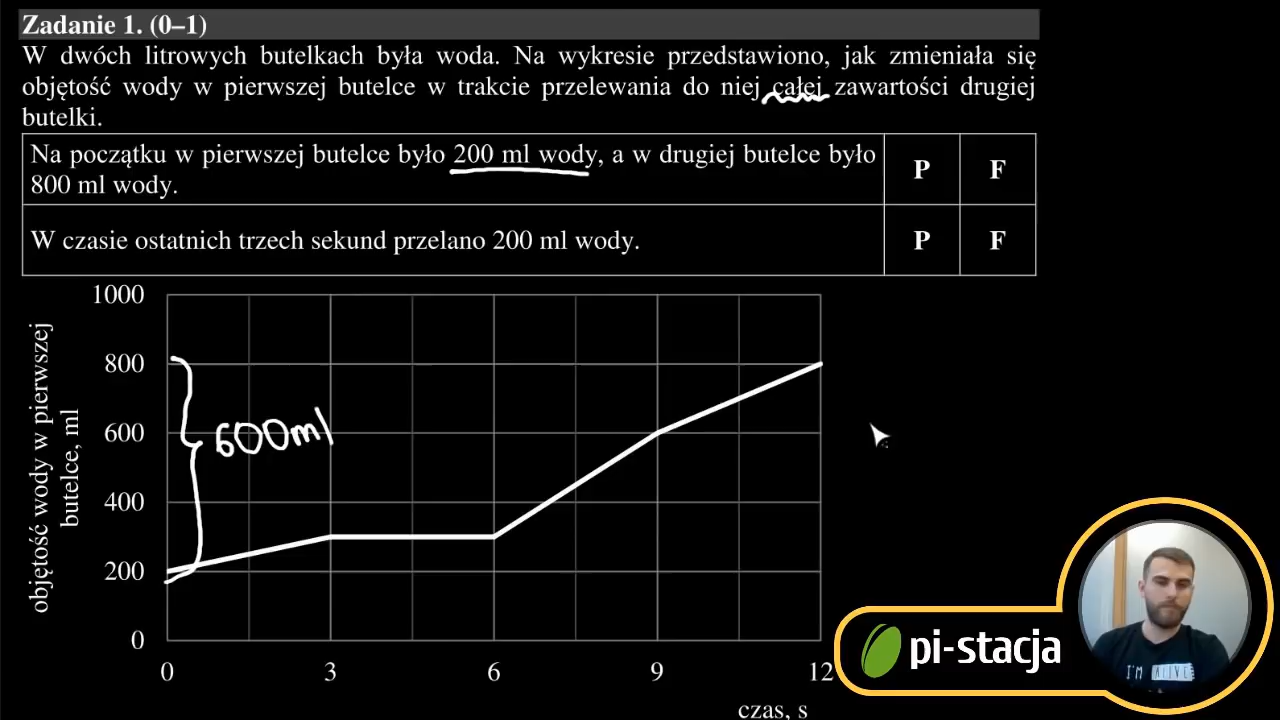 Zadanie 1. (0–1)
W dwóch litrowych butelkach była woda. Na wykresie przedstawiono, jak zmieniała się
objętość wody w pierwszej butelce w trakcie przelewania do niej całej zawartości drugiej
butelki.
Na początku w pierwszej butelce było 200 ml wody, a w drugiej butelce było
800 ml wody.
P F
W czasie ostatnich trzech sekund przelano 200 ml wody.
P F
objętość wody w pierwszej
butelce, ml
1000
800
600
400
200
0
600ml
0 3 6 9 12
czas, s
pi-stacja
I'M ALIVE